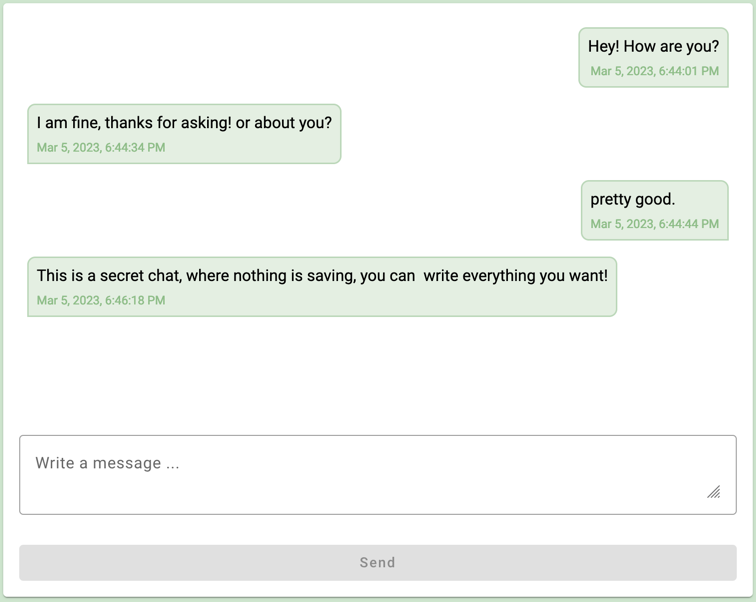 Hey! How are you?
Mar 5, 2023, 6:44:01 PM
I am fine, thanks for asking! or about you?
Mar 5, 2023, 6:44:34 PM
pretty good.
Mar 5, 2023, 6:44:44 PM
This is a secret chat, where nothing is saving, you can  write everything you want!
Mar 5, 2023, 6:46:18 PM
Write a message ...
Send